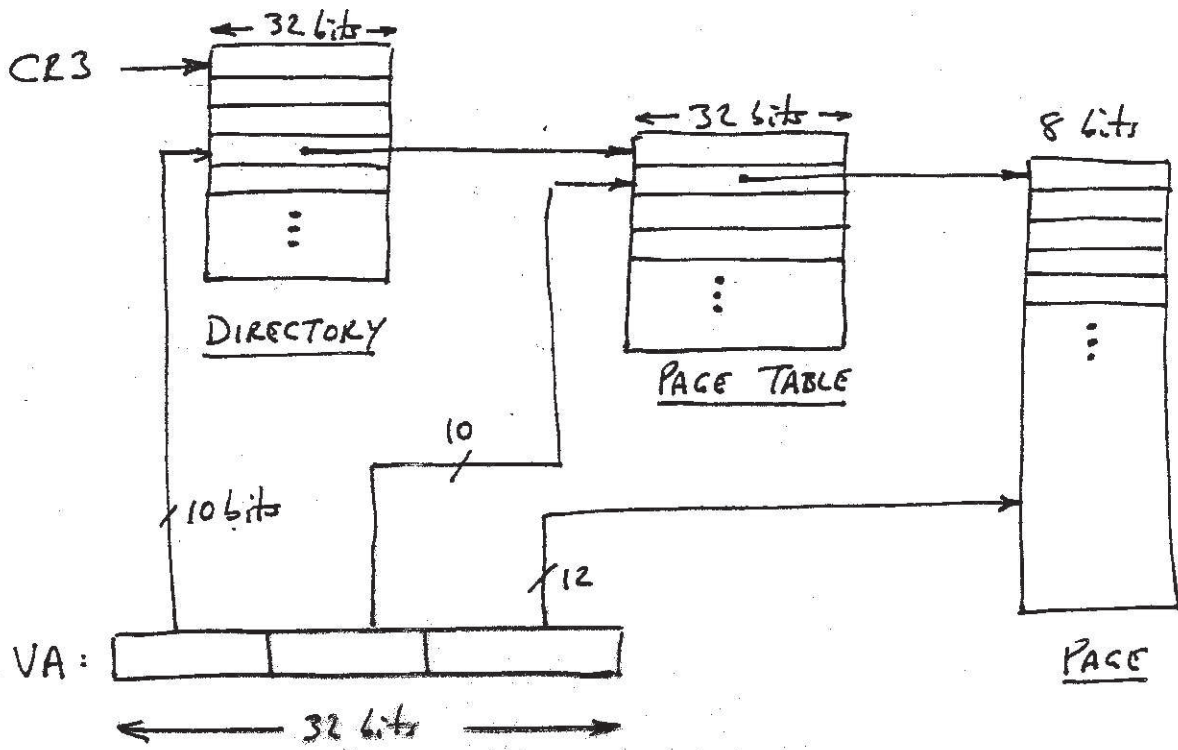 32 bits
CR3
32 bits
8 bits
DIRECTORY
PAGE TABLE
10
10 bits
12
VA:
PAGE
32 bits